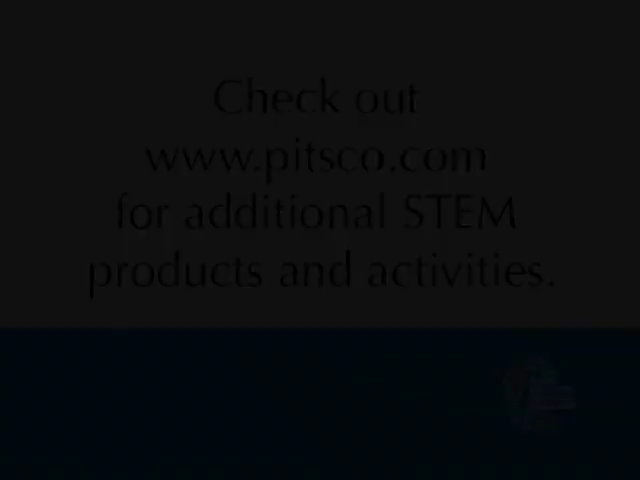 Check out
www.pitsco.com
for additional STEM
products and activities.